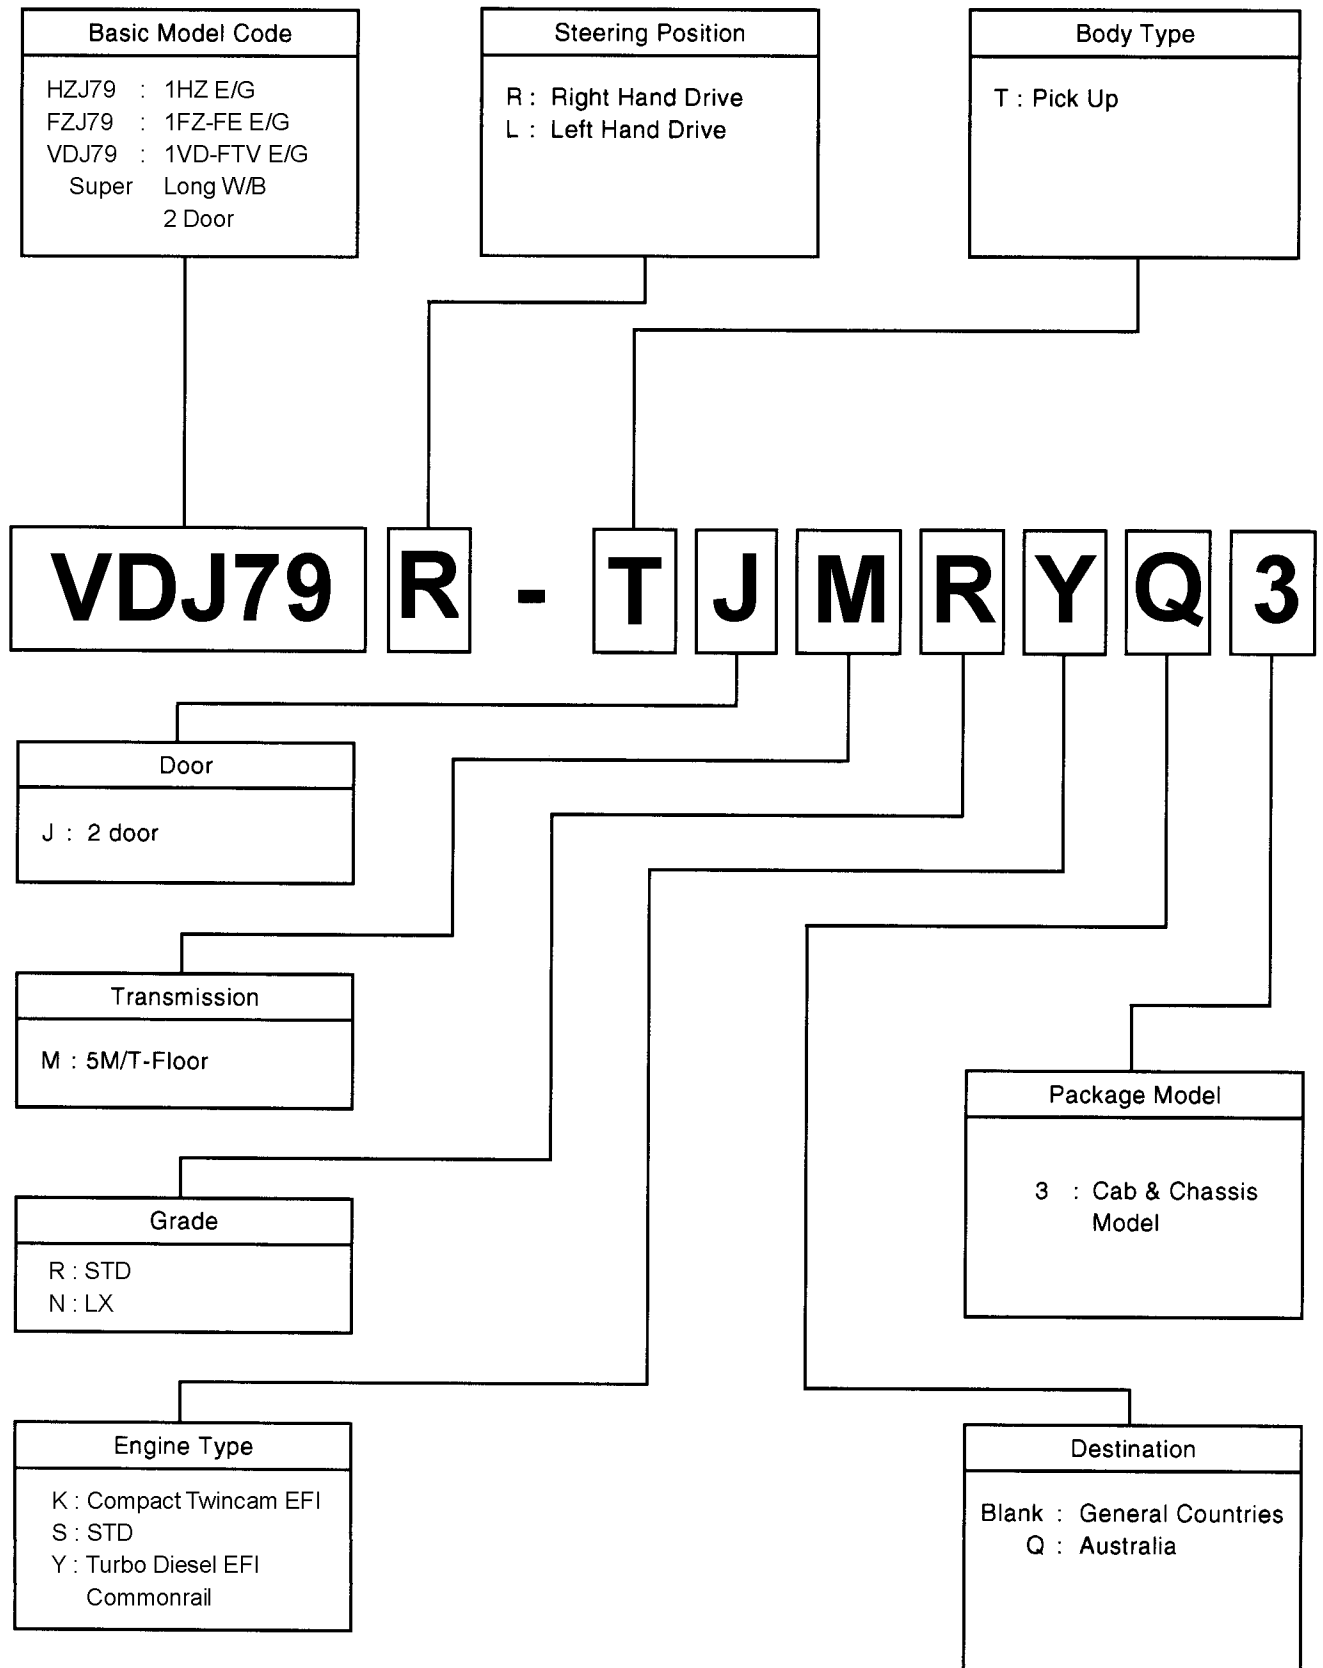 Basic Model Code
HZJ79 : 1HZ E/G
FZJ79 : 1FZ-FE E/G
VDJ79 : 1VD-FTV E/G
Super Long W/B
2 Door
Steering Position
R : Right Hand Drive
L : Left Hand Drive
Body Type
T : Pick Up
VDJ79 R - T J M R Y Q 3
Door
J : 2 door
Transmission
M : 5M/T-Floor
Grade
R : STD
N : LX
Engine Type
K : Compact Twincam EFI
S : STD
Y : Turbo Diesel EFI
Commonrail
Package Model
3 : Cab & Chassis
Model
Destination
Blank : General Countries
Q : Australia